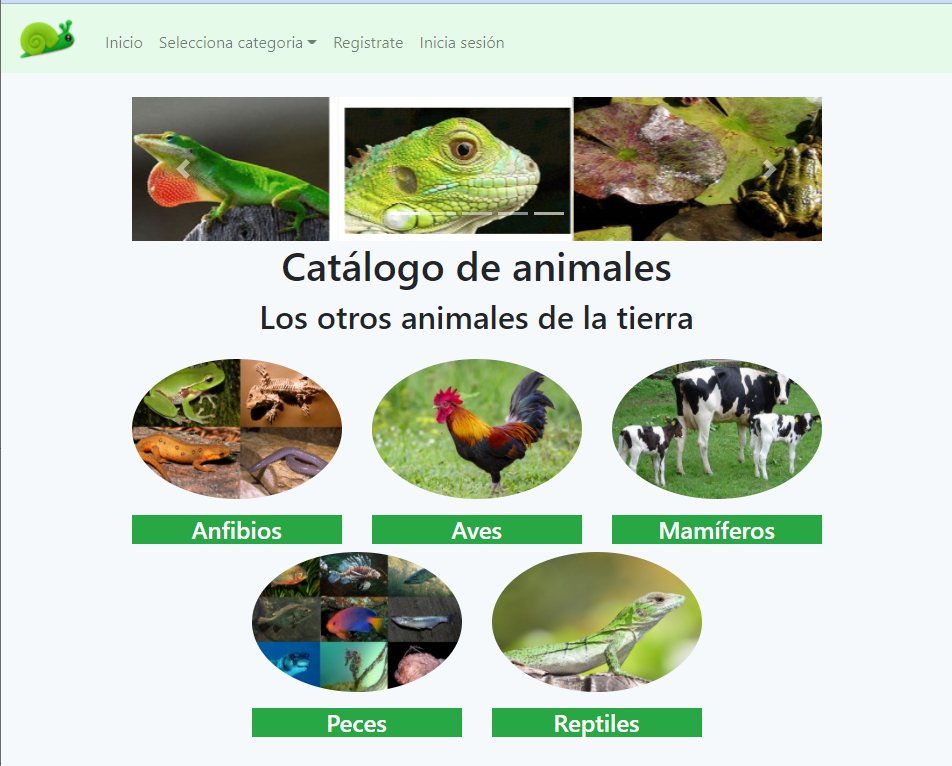 Inicio Selecciona categoria Registrate Inicia sesión
Catálogo de animales
Los otros animales de la tierra
Anfibios Aves Mamíferos
Peces Reptiles